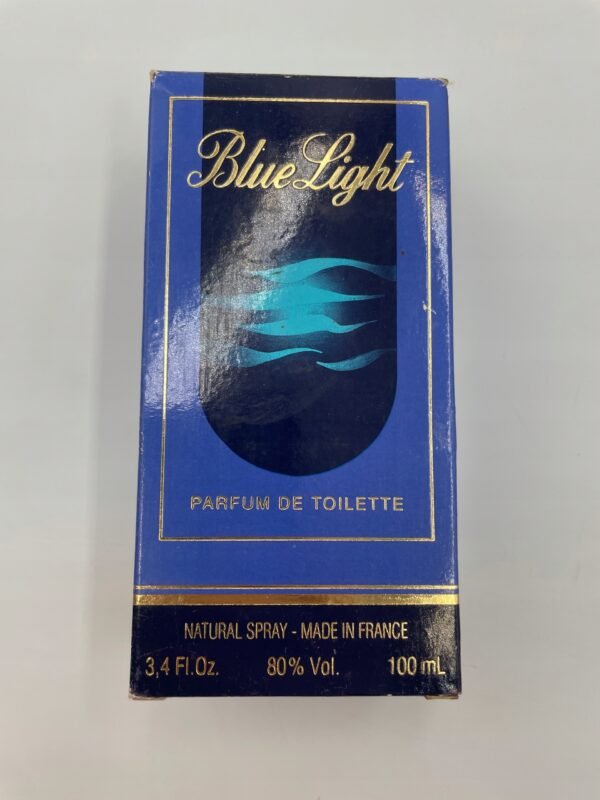 Blue Light
PARFUM DE TOILETTE
NATURAL SPRAY - MADE IN FRANCE
3,4 Fl.Oz. 80% Vol. 100 mL